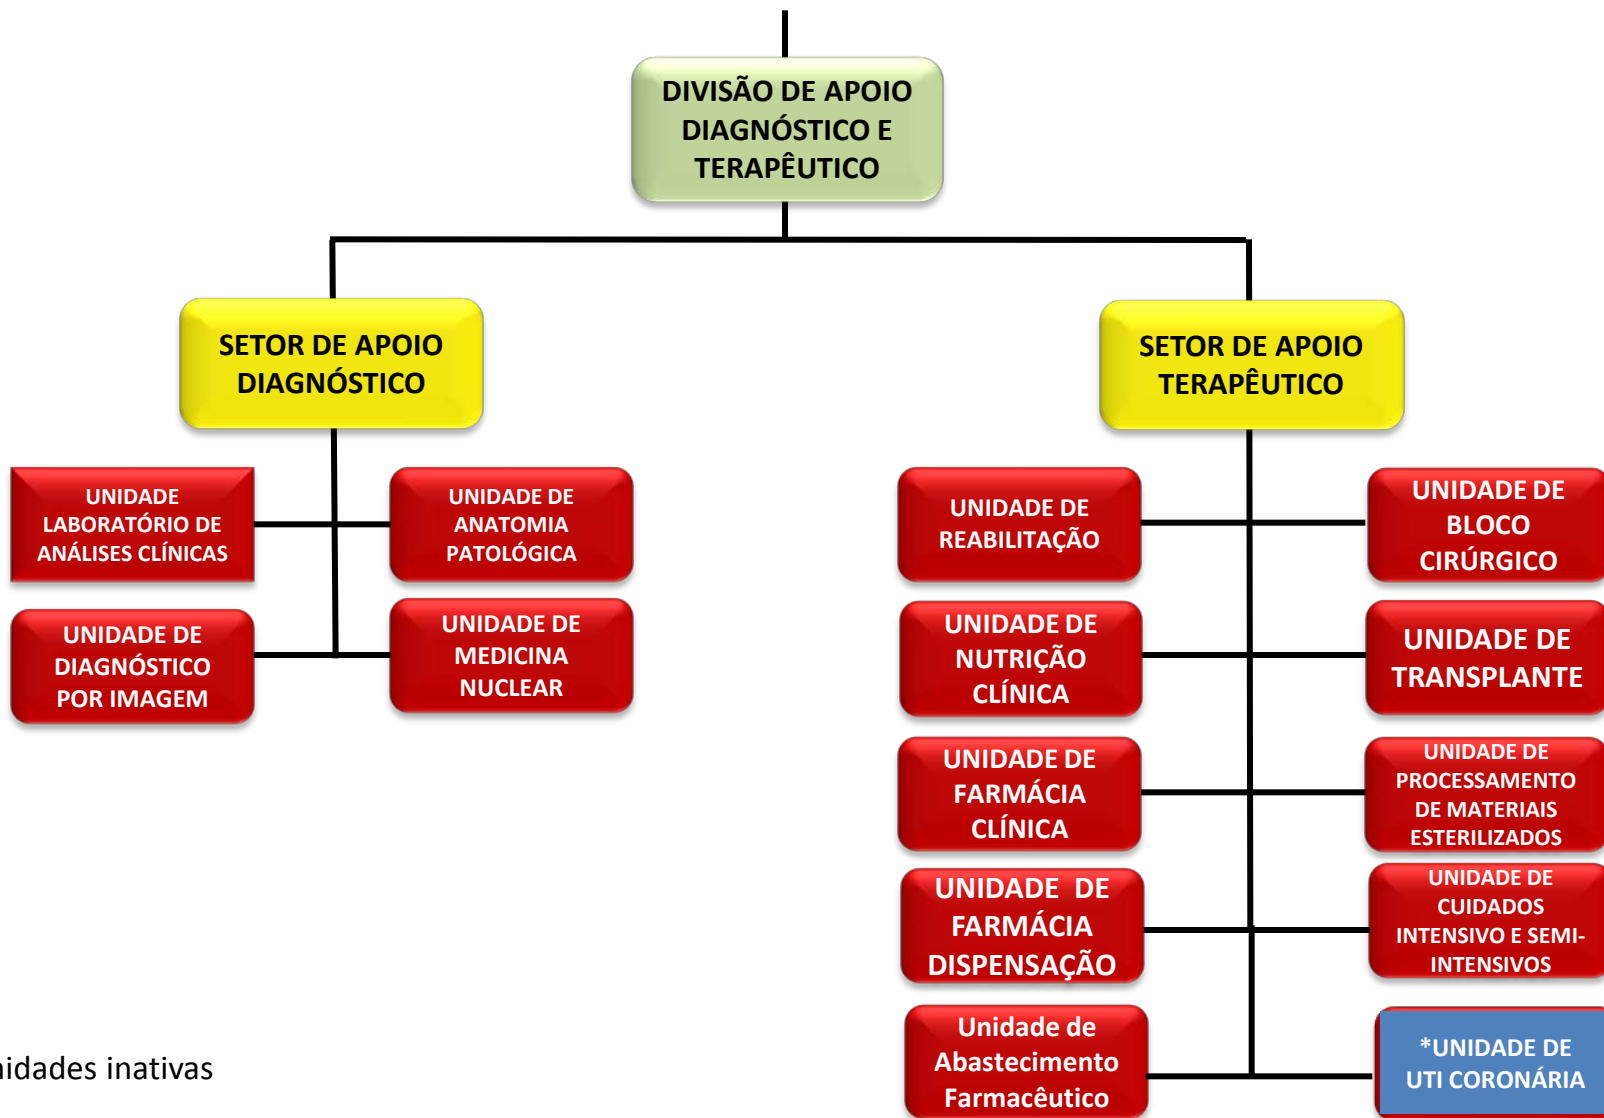 DIVISÃO DE APOIO
DIAGNÓSTICO E
TERAPÊUTICO
SETOR DE APOIO
DIAGNÓSTICO
SETOR DE APOIO
TERAPÊUTICO
UNIDADE
LABORATÓRIO DE
ANÁLISES CLÍNICAS
UNIDADE DE
ANATOMIA
PATOLÓGICA
UNIDADE DE
DIAGNÓSTICO
POR IMAGEM
UNIDADE DE
MEDICINA
NUCLEAR
UNIDADE DE
REABILITAÇÃO
UNIDADE DE
BLOCO
CIRÚRGICO
UNIDADE DE
NUTRIÇÃO
CLÍNICA
UNIDADE DE
TRANSPLANTE
UNIDADE DE
FARMÁCIA
CLÍNICA
UNIDADE DE
PROCESSAMENTO
DE MATERIAIS
ESTERILIZADOS
UNIDADE DE
FARMÁCIA
DISPENSAÇÃO
UNIDADE DE
CUIDADOS
INTENSIVO E SEMI-
INTENSIVOS
Unidade de
Abastecimento
Farmacêutico
*UNIDADE DE
UTI CORONÁRIA
nidades inativas